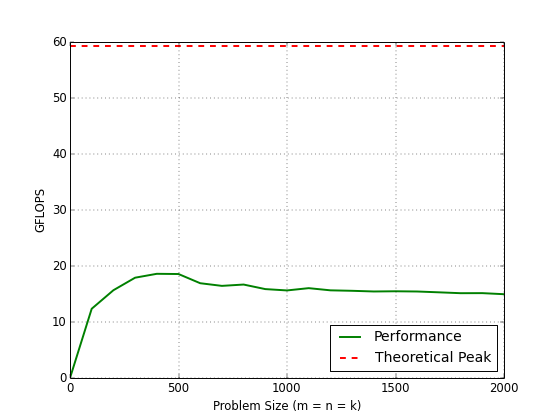 60
50
40
30
20
10
0
GFLOPS
0 500 1000 1500 2000
Problem Size (m = n = k)
Performance
Theoretical Peak